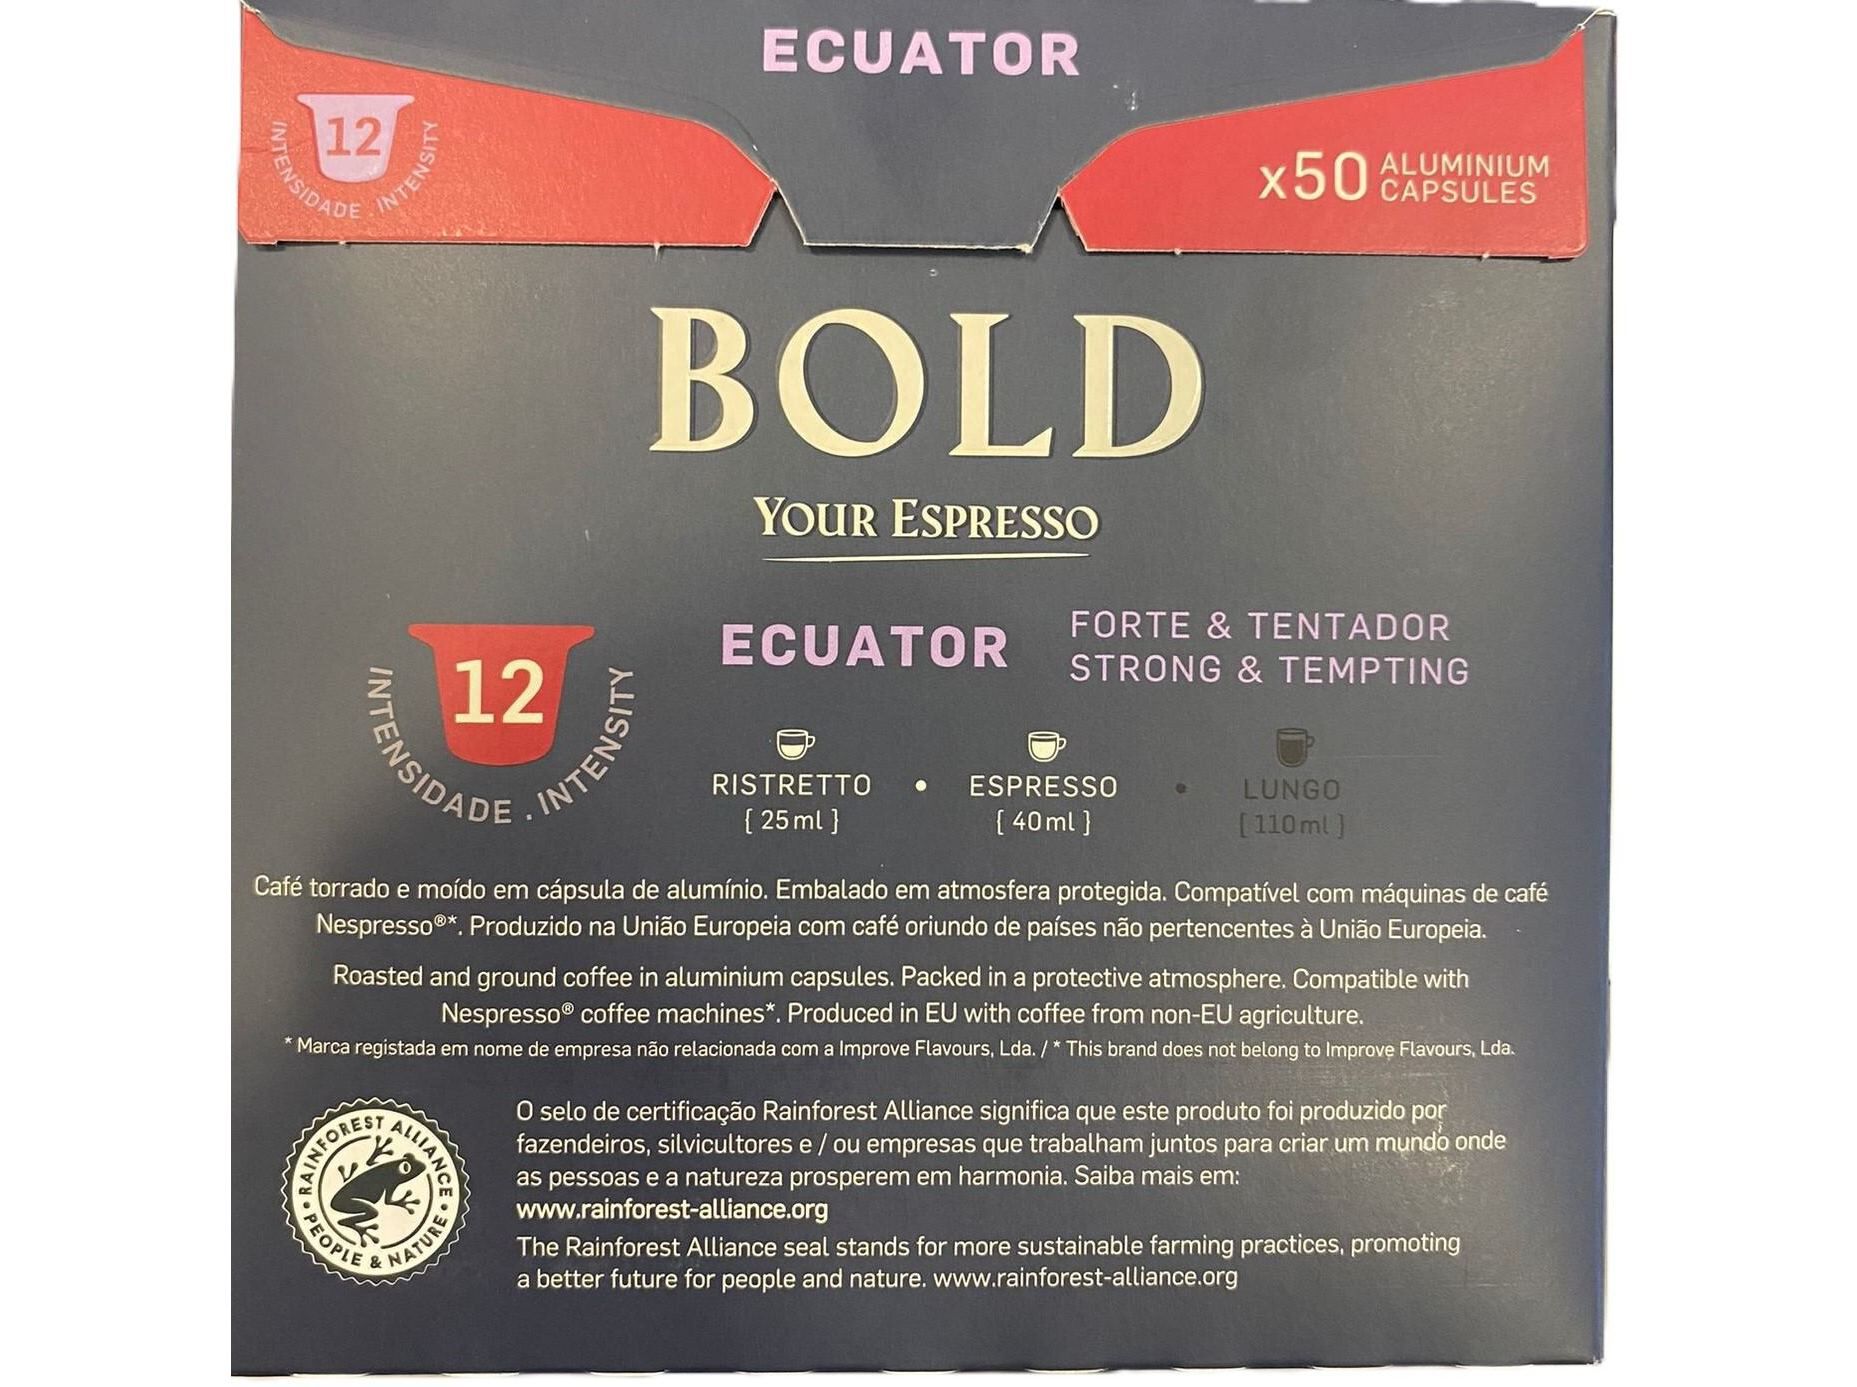 ECUATOR
12
INTENSIDADE INTENSITY
x50 ALUMINIUM
CAPSULES
BOLD
YOUR ESPRESSO
12
INTENSIDADE . INTENSITY
ECUATOR
FORTE & TENTADOR
STRONG & TEMPTING
RISTRETTO • ESPRESSO • LUNGO
[ 25ml ] [ 40ml ] [ 110ml ]
Café torrado e moído em cápsula de alumínio. Embalado em atmosfera protegida. Compatível com máquinas de café
Nespresso®*. Produzido na União Europeia com café oriundo de países não pertencentes à União Europeia.
Roasted and ground coffee in aluminium capsules. Packed in a protective atmosphere. Compatible with
Nespresso® coffee machines*. Produced in EU with coffee from non-EU agriculture.
* Marca registada em nome de empresa não relacionada com a Improve Flavours, Lda. / * This brand does not belong to Improve Flavours, Lda.
RAINFOREST ALLIANCE
• PEOPLE & NATURE •
O selo de certificação Rainforest Alliance significa que este produto foi produzido por
fazendeiros, silvicultores e / ou empresas que trabalham juntos para criar um mundo onde
as pessoas e a natureza prosperem em harmonia. Saiba mais em:
www.rainforest-alliance.org
The Rainforest Alliance seal stands for more sustainable farming practices, promoting
a better future for people and nature. www.rainforest-alliance.org